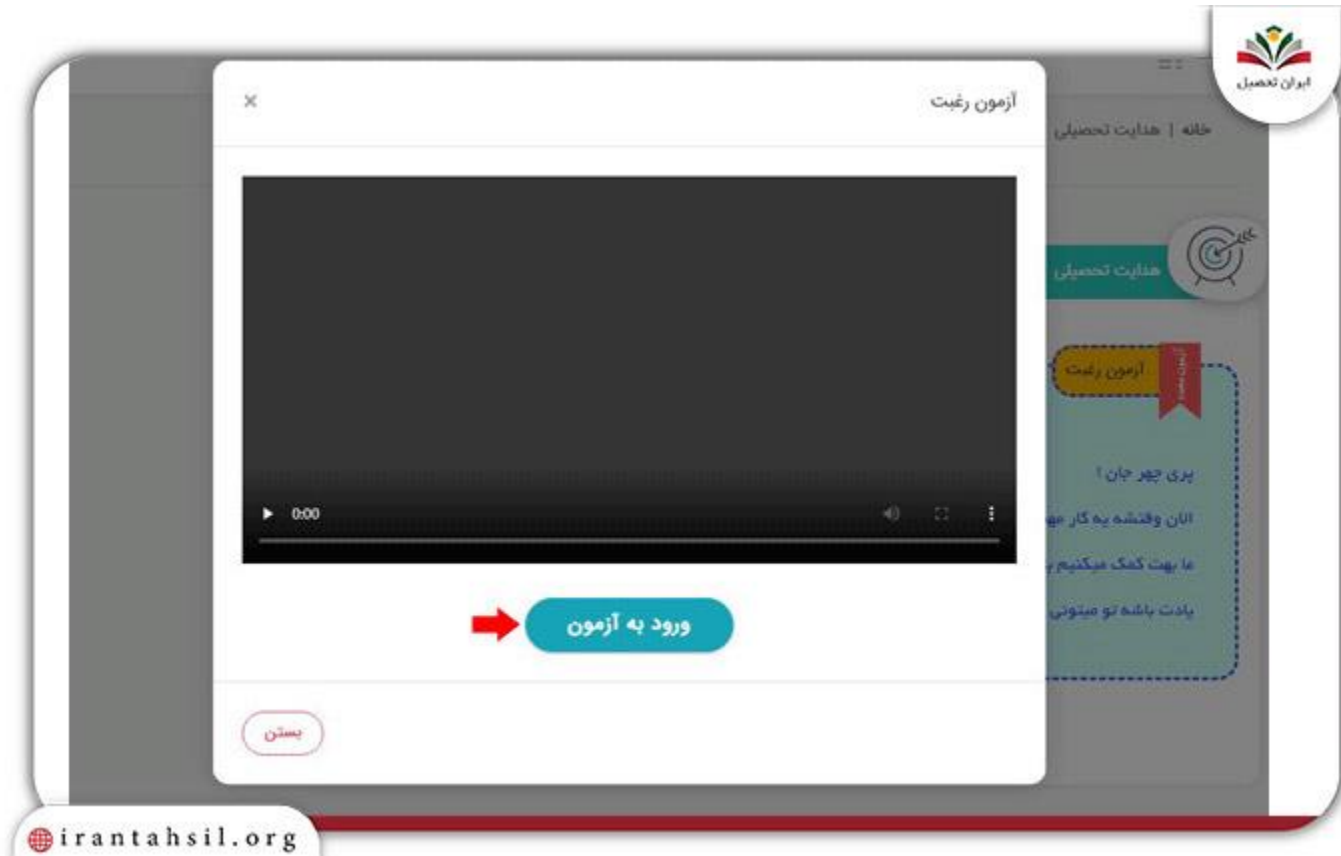 ایران تحصیل
آزمون رغبت
×
خانه | هدایت تحصیلی
هدایت تحصیلی
آزمون رغبت
پری چهر جان !
الان وقتشه یه کار
ما بهت کمک میکنیم
یادت باشه تو میتونی
0:00
ورود به آزمون
بستن
irantahsil.org